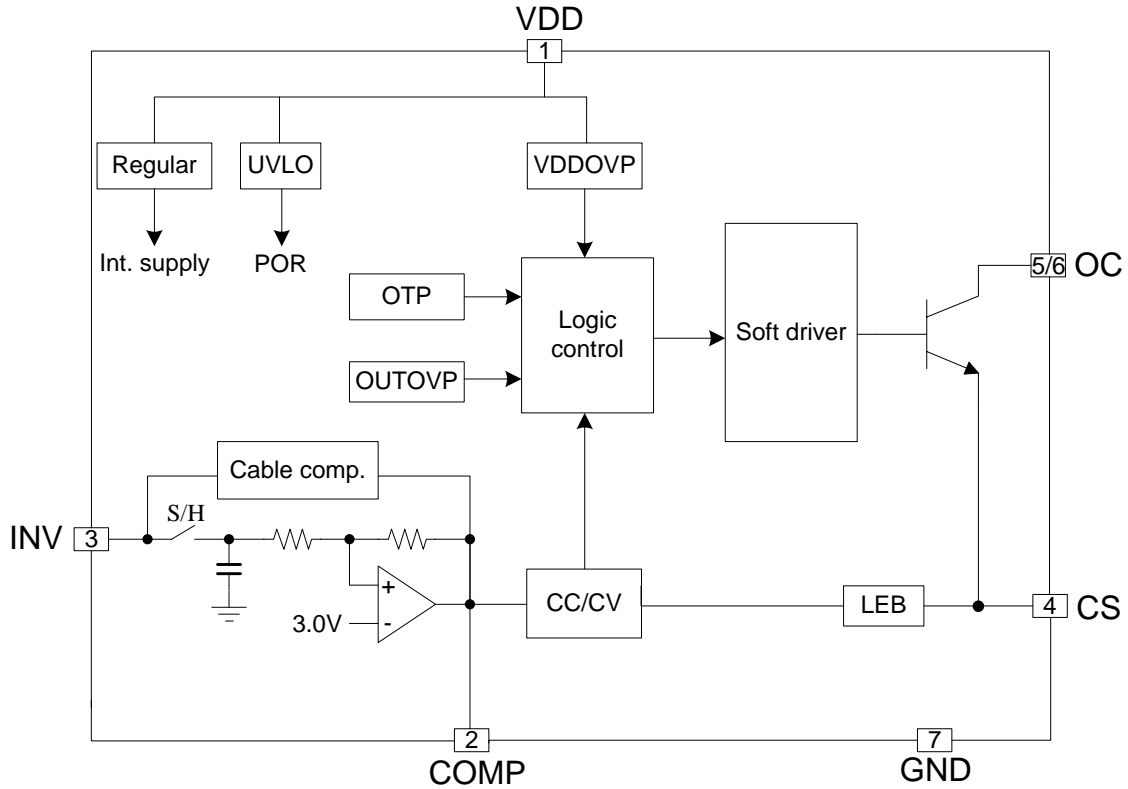 VDD
1
Regular
UVLO
VDDOVP
Int. supply
POR
5/6
OC
OTP
Logic
control
Soft driver
OUTOVP
Cable comp.
S/H
INV
3
+
3.0V
-
CC/CV
LEB
4
CS
2
COMP
7
GND